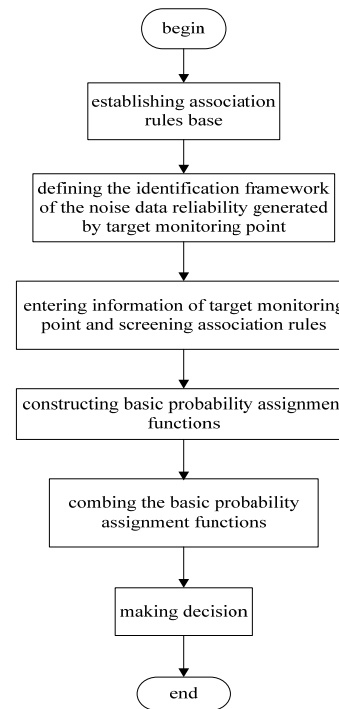 begin
establishing association
rules base
defining the identification framework
of the noise data reliability generated
by target monitoring point
entering information of target monitoring
point and screening association rules
constructing basic probability assignment
functions
combing the basic probability
assignment functions
making decision
end